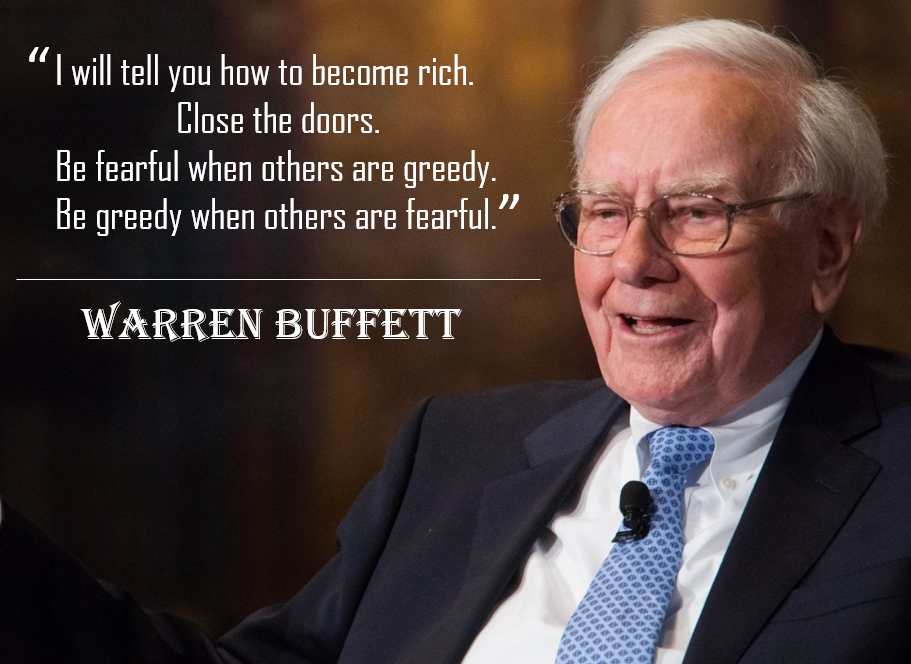 “ I will tell you how to become rich.
Close the doors.
Be fearful when others are greedy.
Be greedy when others are fearful.”
WARREN BUFFETT